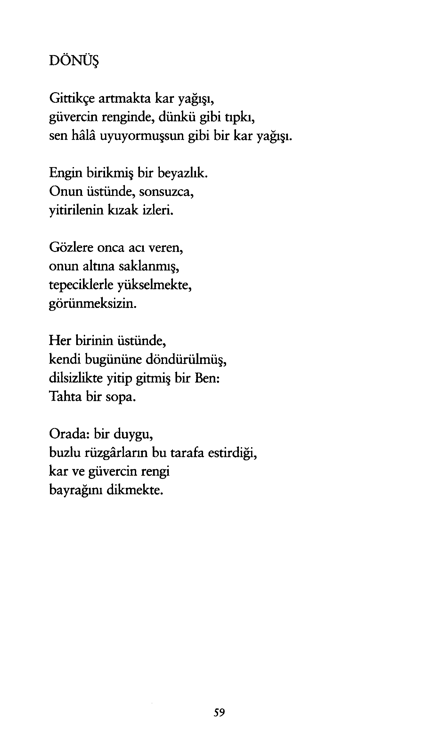 DÖNÜŞ
Gittikçe artmakta kar yağışı,
güvercin renginde, dünkü gibi tıpkı,
sen hâlâ uyuyormuşsun gibi bir kar yağışı.
Engin birikmiş bir beyazlık.
Onun üstünde, sonsuzca,
yitirilenin kızak izleri.
Gözlere onca acı veren,
onun altına saklanmış,
tepeciklerle yükselmekte,
görünmeksizin.
Her birinin üstünde,
kendi bugününe döndürülmüş,
dilsizlikte yitip gitmiş bir Ben:
Tahta bir sopa.
Orada: bir duygu,
buzlu rüzgârların bu tarafa estirdiği,
kar ve güvercin rengi
bayrağını dikmekte.
59